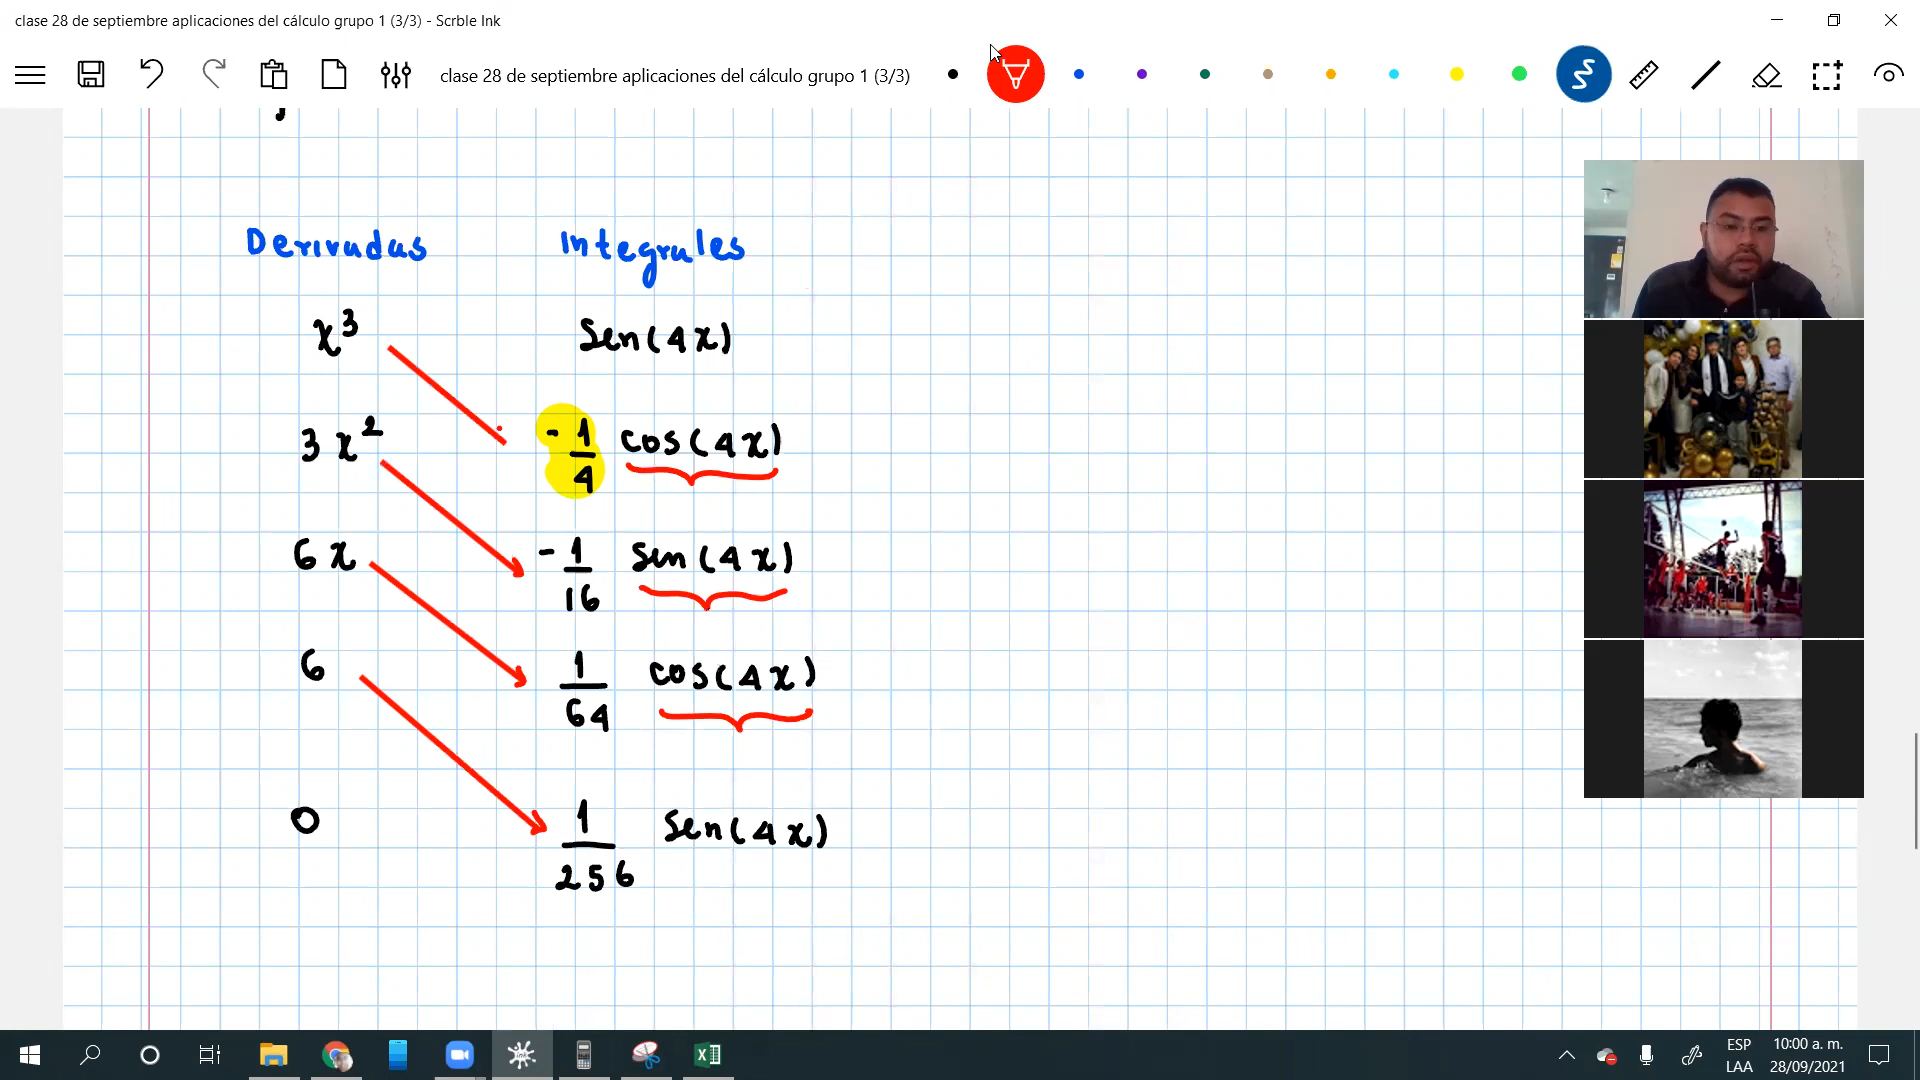 clase 28 de septiembre aplicaciones del cálculo grupo 1 (3/3) - Scrble Ink
clase 28 de septiembre aplicaciones del cálculo grupo 1 (3/3)
Derivadas Integrales
x³ Sen(4x)
3x² -1/4 cos(4x)
6x -1/16 sen(4x)
6 1/64 cos(4x)
0 1/256 Sen(4x)
ESP 10:00 a. m.
LAA 28/09/2021